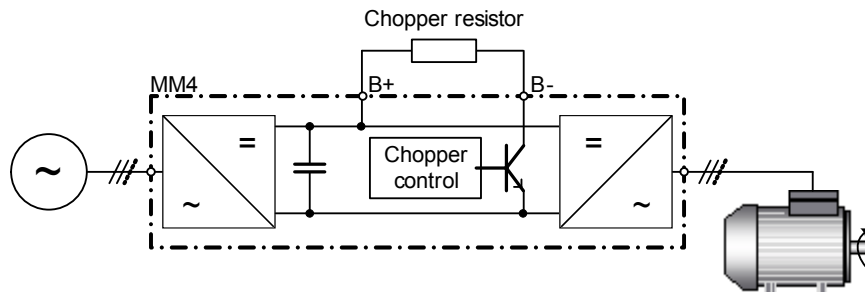 Chopper resistor
MM4
B+
B-
=
~
Chopper
control
=
~
~